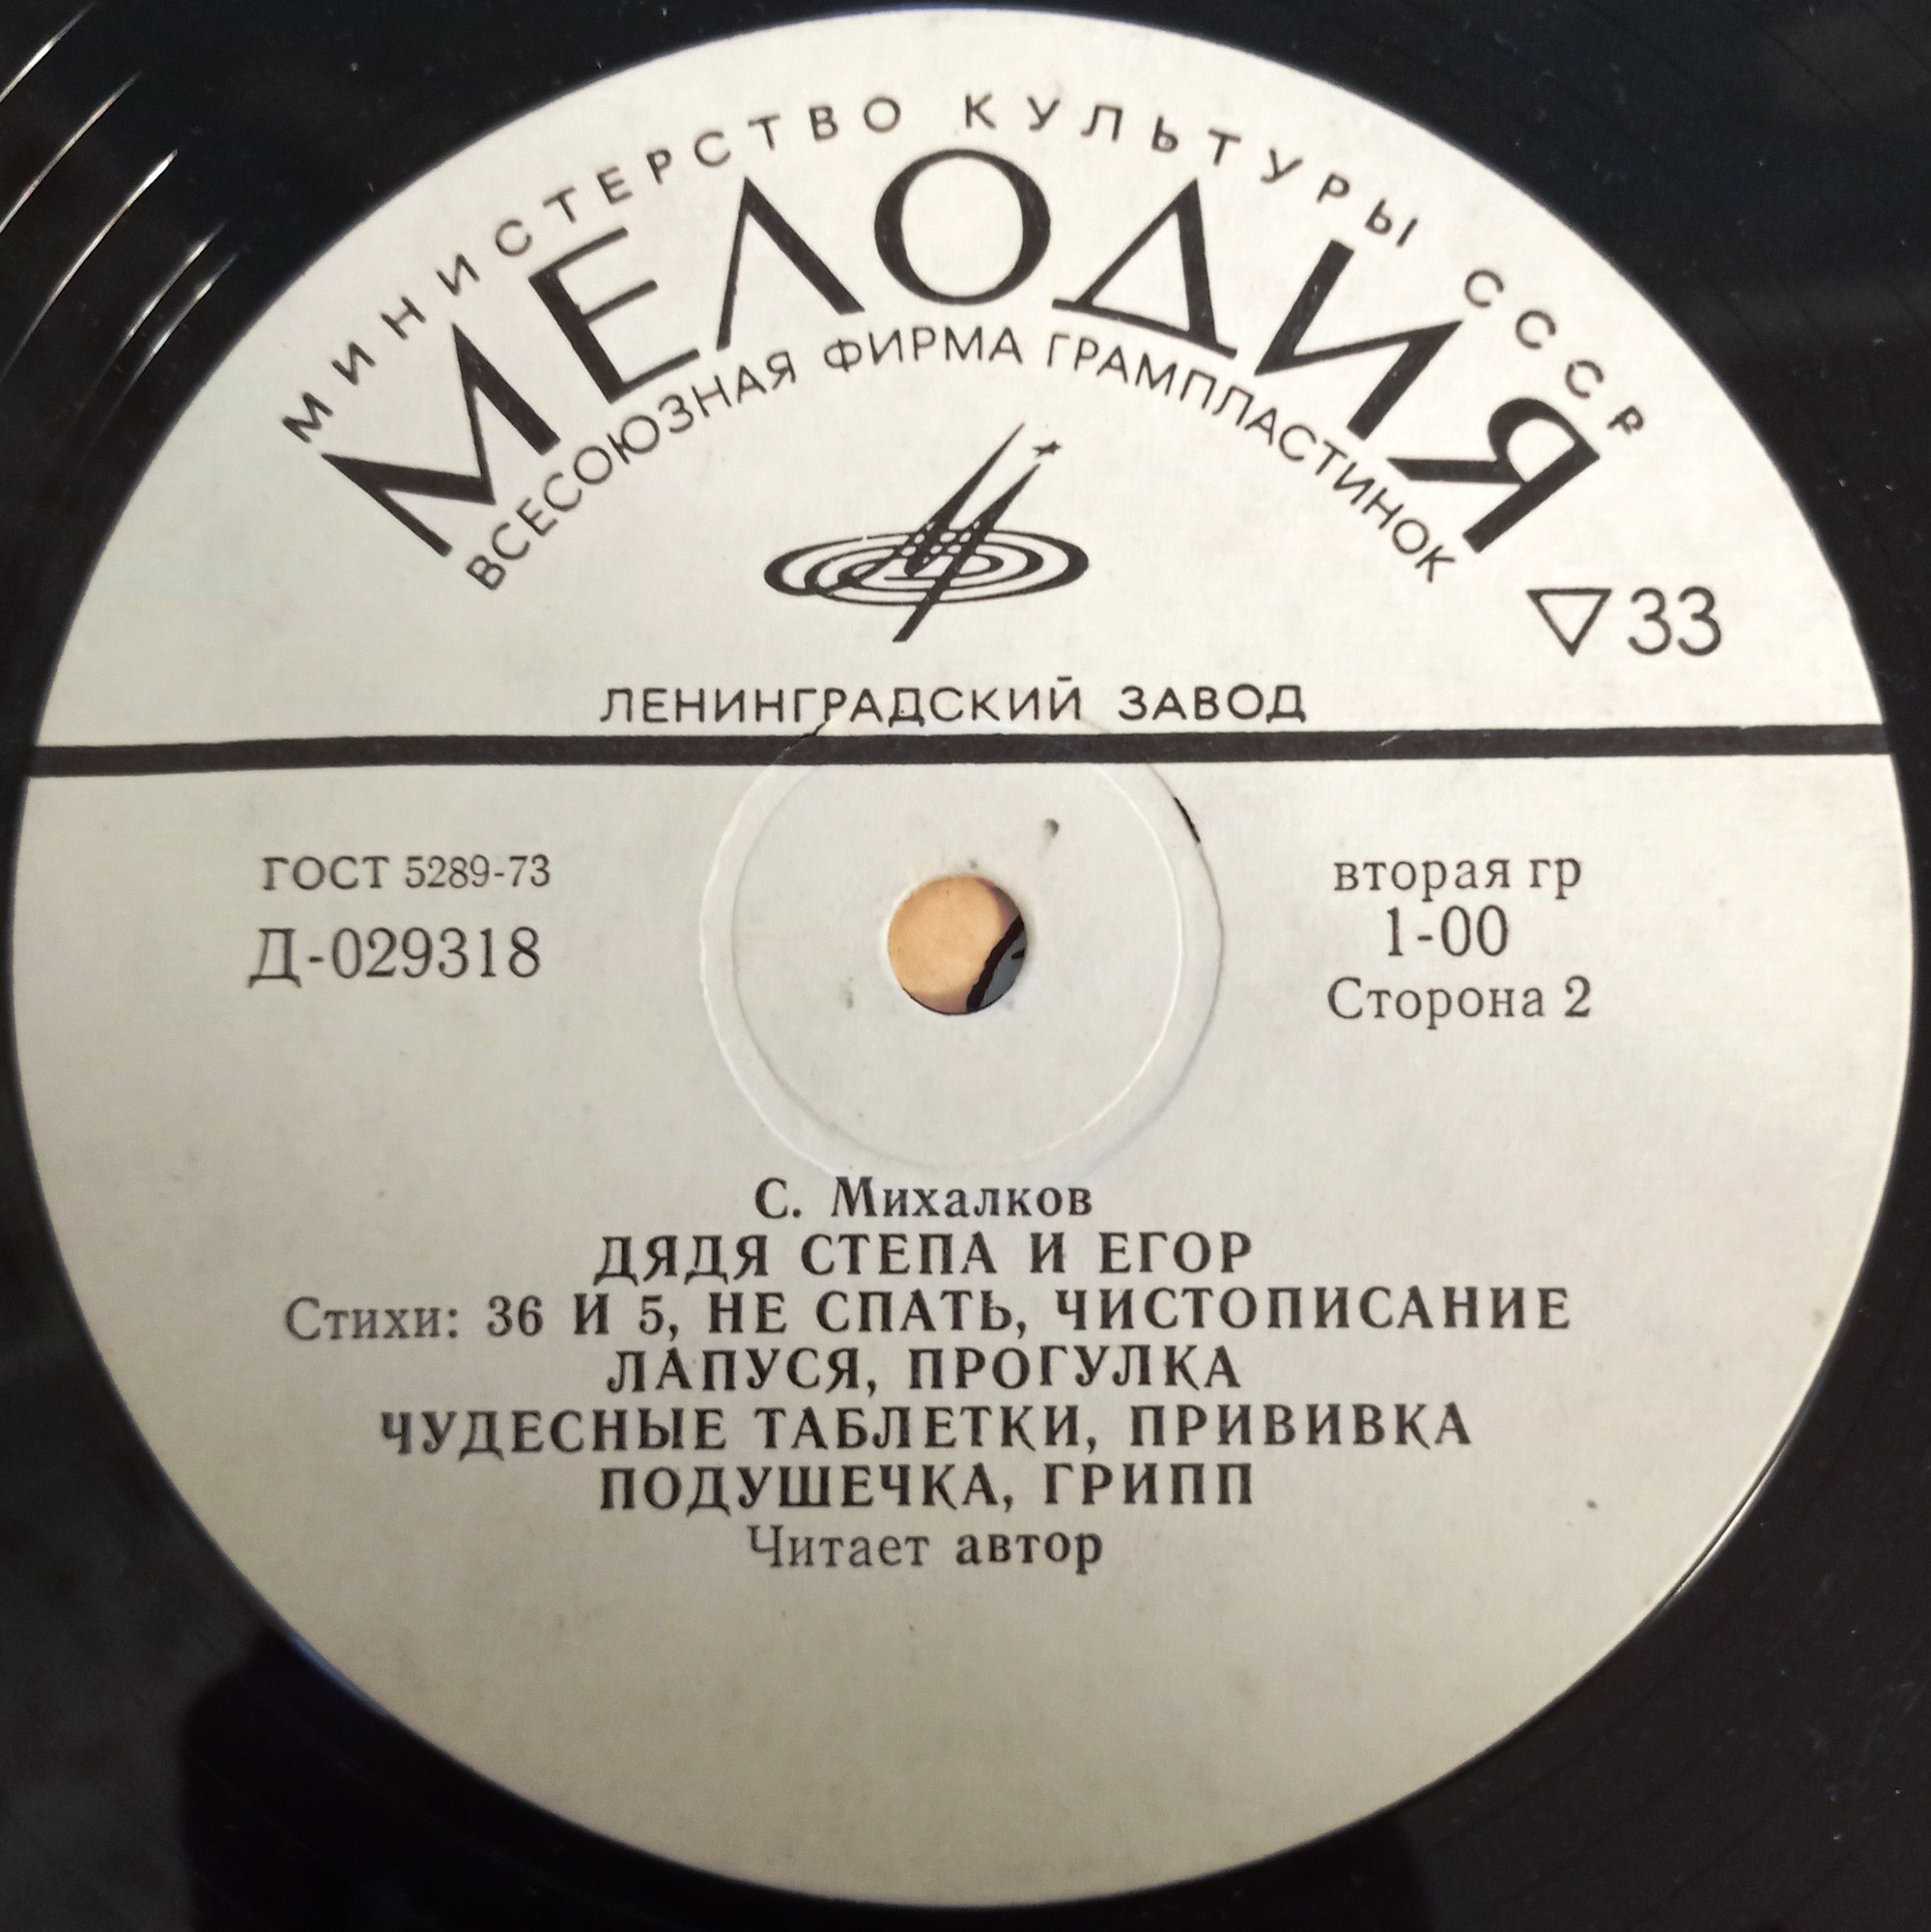 МИНИСТЕРСТВО КУЛЬТУРЫ СССР
МЕЛОДИЯ
ВСЕСОЮЗНАЯ ФИРМА ГРАМПЛАСТИНОК
33
ЛЕНИНГРАДСКИЙ ЗАВОД
ГОСТ 5289-73
Д-029318
вторая гр
1-00
Сторона 2
С. Михалков
ДЯДЯ СТЕПА И ЕГОР
Стихи: 36 И 5, НЕ СПАТЬ, ЧИСТОПИСАНИЕ
ЛАПУСЯ, ПРОГУЛКА
ЧУДЕСНЫЕ ТАБЛЕТКИ, ПРИВИВКА
ПОДУШЕЧКА, ГРИПП
Читает автор